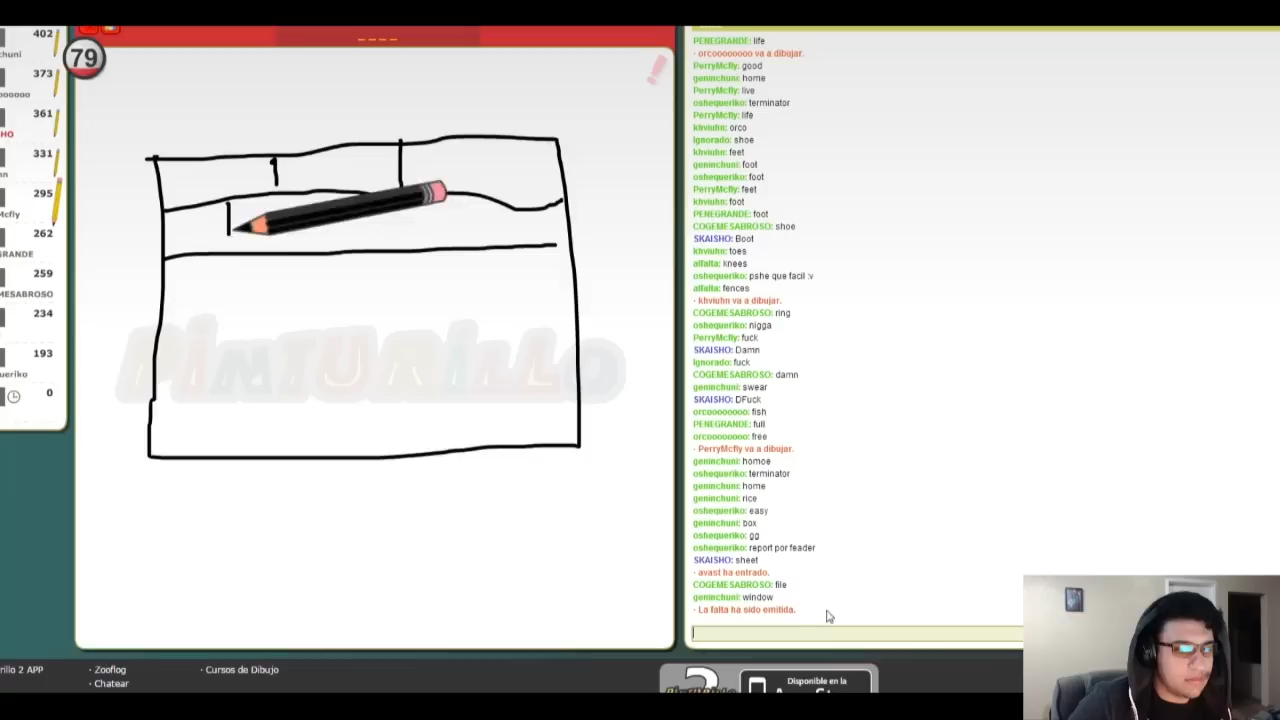 402
chuni
373
ooooo
361
HO
331
nn
295
Mcfly
262
GRANDE
259
MESABROSO
234
193
ueriko
0
79
_ _ _ _
PiNTURiLLO
PENEGRANDE: life
· orcoooooooo va a dibujar.
PerryMcfly: good
geninchuni: home
PerryMcfly: live
oshequeriko: terminator
PerryMcfly: life
khviuhn: orco
Ignorado: shoe
khviuhn: feet
geninchuni: foot
oshequeriko: foot
PerryMcfly: feet
khviuhn: foot
PENEGRANDE: foot
COGEMESABROSO: shoe
SKAISHO: Boot
khviuhn: toes
alfalta: knees
oshequeriko: pshe que facil :v
alfalta: fences
· khviuhn va a dibujar.
COGEMESABROSO: ring
oshequeriko: nigga
PerryMcfly: fuck
SKAISHO: Damn
Ignorado: fuck
COGEMESABROSO: damn
geninchuni: swear
SKAISHO: DFuck
orcoooooooo: fish
PENEGRANDE: full
orcoooooooo: free
· PerryMcfly va a dibujar.
geninchuni: homoe
oshequeriko: terminator
geninchuni: home
geninchuni: rice
oshequeriko: easy
geninchuni: box
oshequeriko: gg
oshequeriko: report por feader
SKAISHO: sheet
· avast ha entrado.
COGEMESABROSO: file
geninchuni: window
· La falta ha sido emitida.
rillo 2 APP
· Zooflog
· Chatear
· Cursos de Dibujo
Disponible en la